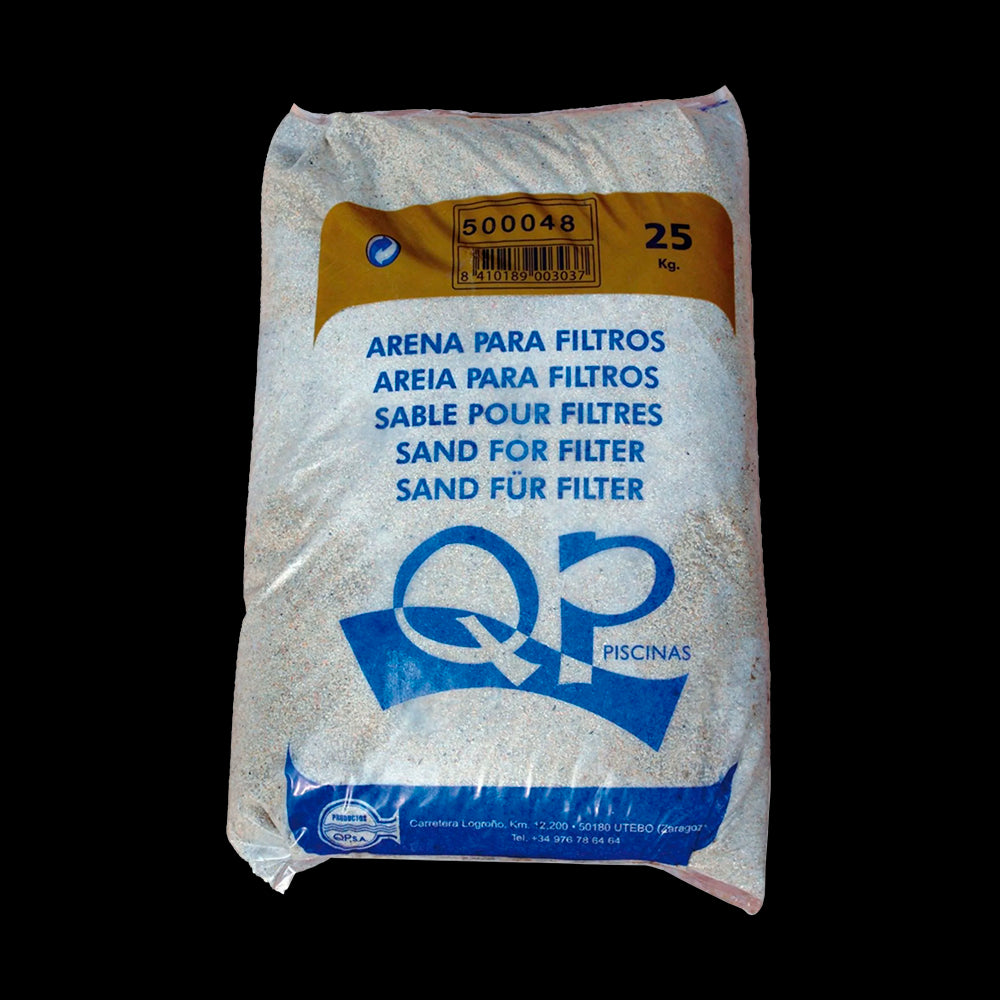 500048
25
Kg.
8 410189 003037
ARENA PARA FILTROS
AREIA PARA FILTROS
SABLE POUR FILTRES
SAND FOR FILTER
SAND FÜR FILTER
QP
PISCINAS
PRODUCTOS
QP, S.A.
Carretera Logroño, Km. 12,200 • 50180 UTEBO (Zaragoz
Tel. +34 976 78 64 64